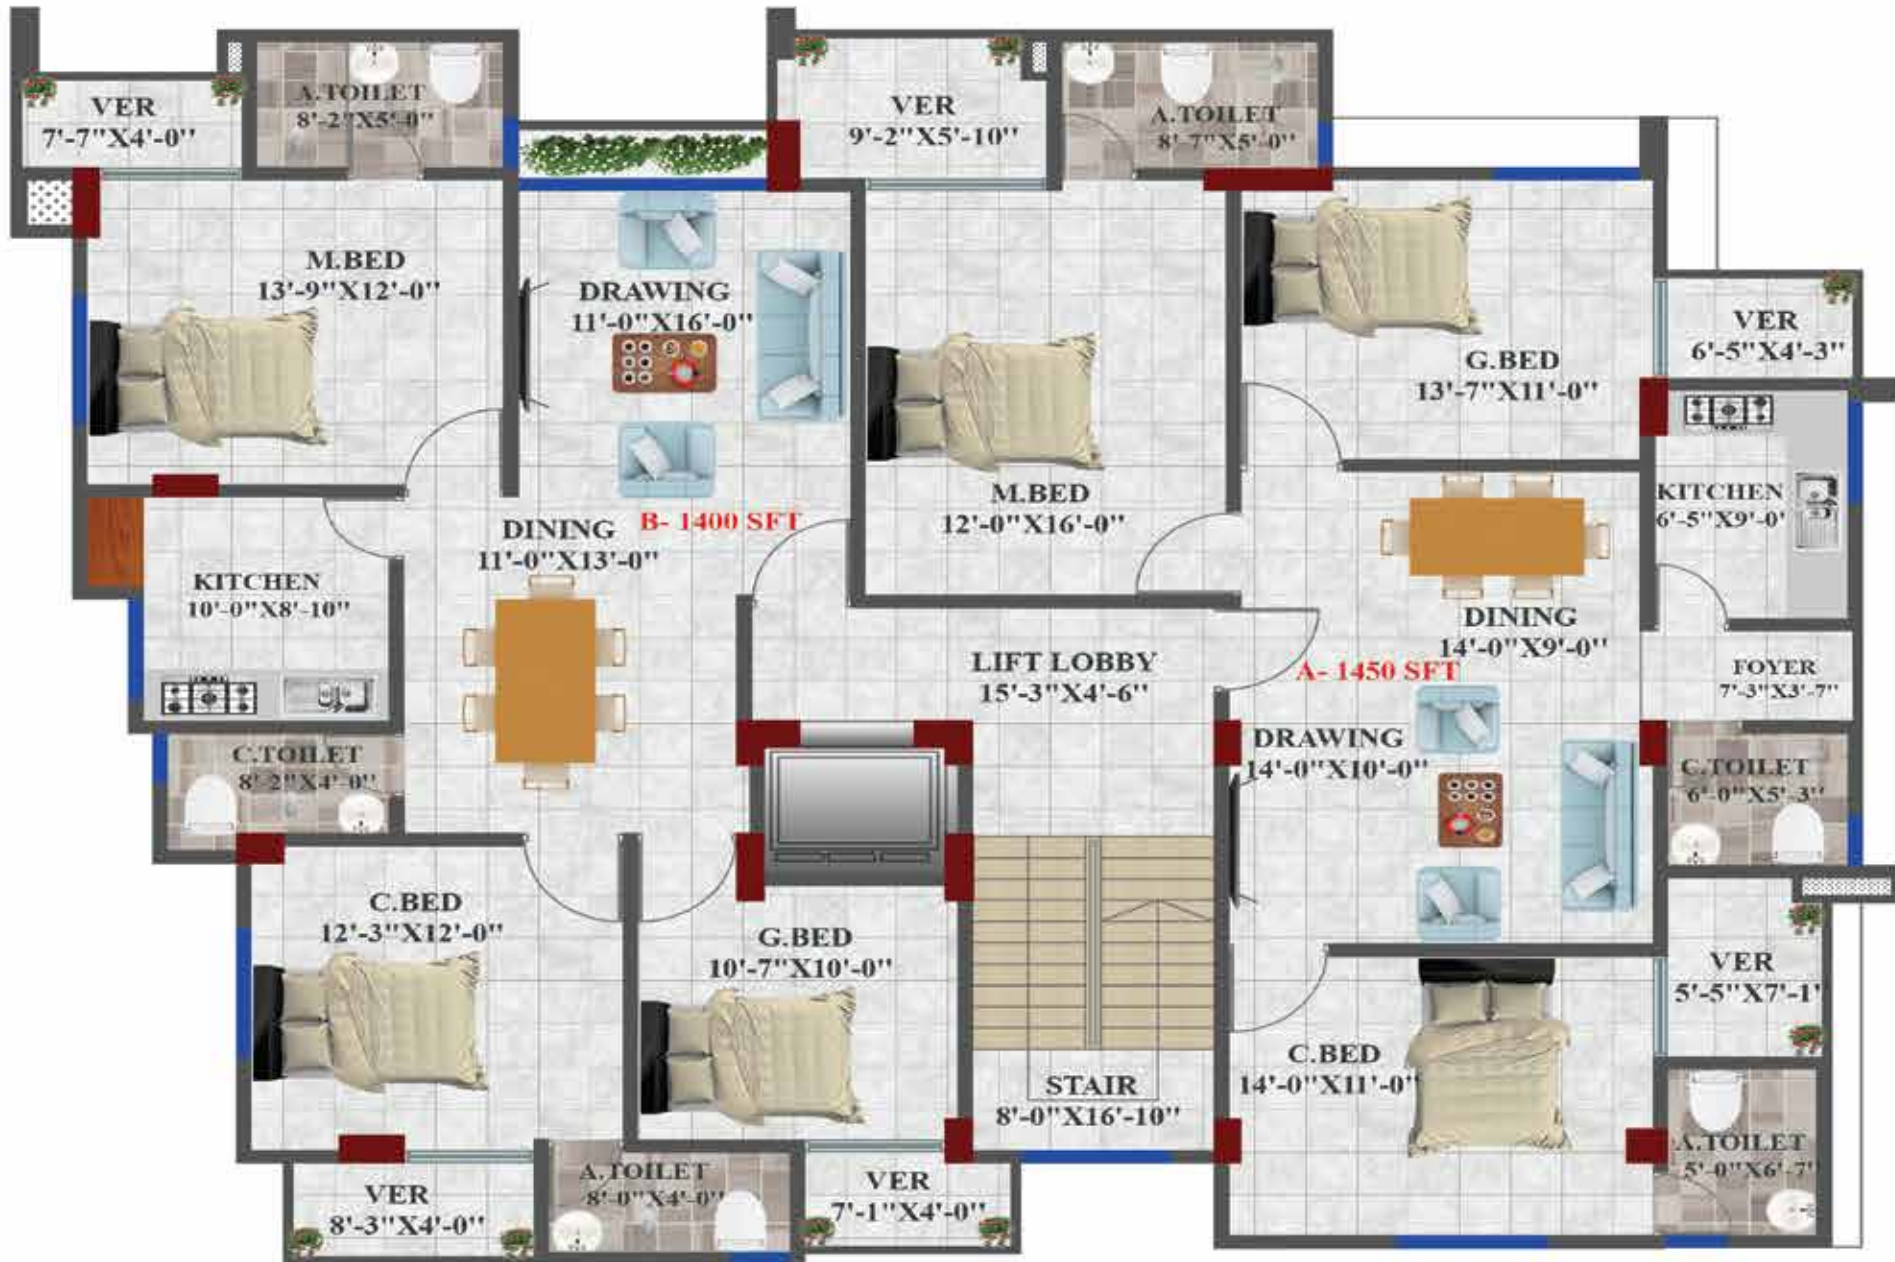 VER
7'-7"X4'-0"
A.TOILET
8'-2"X5'-0"
VER
9'-2"X5'-10"
A.TOILET
8'-7"X5'-0"
M.BED
13'-9"X12'-0"
DRAWING
11'-0"X16'-0"
G.BED
13'-7"X11'-0"
VER
6'-5"X4'-3"
M.BED
12'-0"X16'-0"
KITCHEN
6'-5"X9'-0'
DINING
11'-0"X13'-0"
B- 1400 SFT
KITCHEN
10'-0"X8'-10"
DINING
14'-0"X9'-0"
LIFT LOBBY
15'-3"X4'-6"
A- 1450 SFT
FOYER
7'-3"X3'-7"
C.TOILET
8'-2"X4'-0"
DRAWING
14'-0"X10'-0"
C.TOILET
6'-0"X5'-3"
C.BED
12'-3"X12'-0"
G.BED
10'-7"X10'-0"
VER
5'-5"X7'-1'
C.BED
14'-0"X11'-0"
STAIR
8'-0"X16'-10"
A.TOILET
5'-0"X6'-7"
VER
8'-3"X4'-0"
A.TOILET
8'-0"X4'-0"
VER
7'-1"X4'-0"